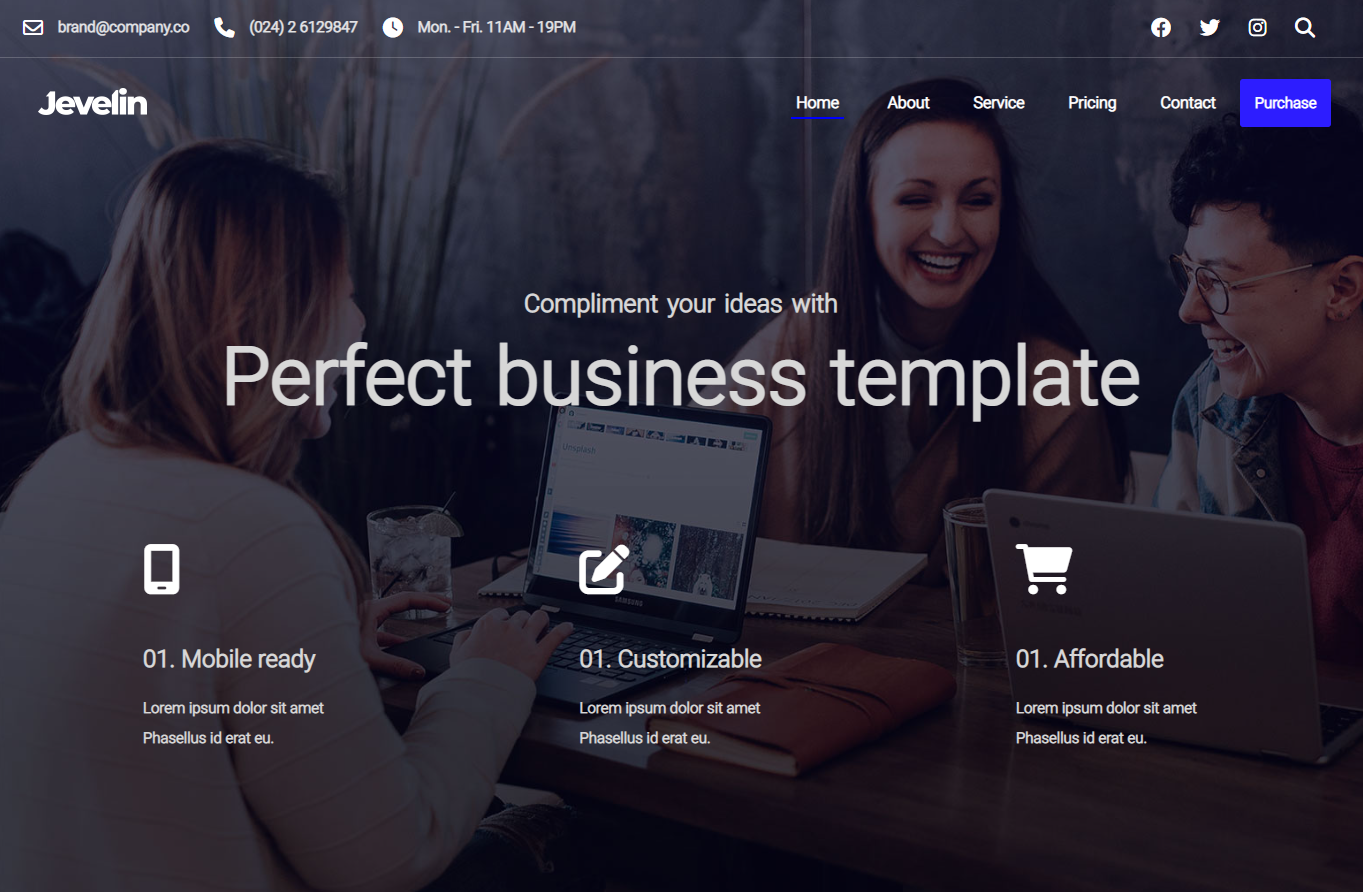 brand@company.co (024) 2 6129847 Mon. - Fri. 11AM - 19PM
Jevelin Home About Service Pricing Contact Purchase
Compliment your ideas with
Perfect business template
Unsplash
SAMSUNG
01. Mobile ready
Lorem ipsum dolor sit amet
Phasellus id erat eu.
01. Customizable
Lorem ipsum dolor sit amet
Phasellus id erat eu.
01. Affordable
Lorem ipsum dolor sit amet
Phasellus id erat eu.